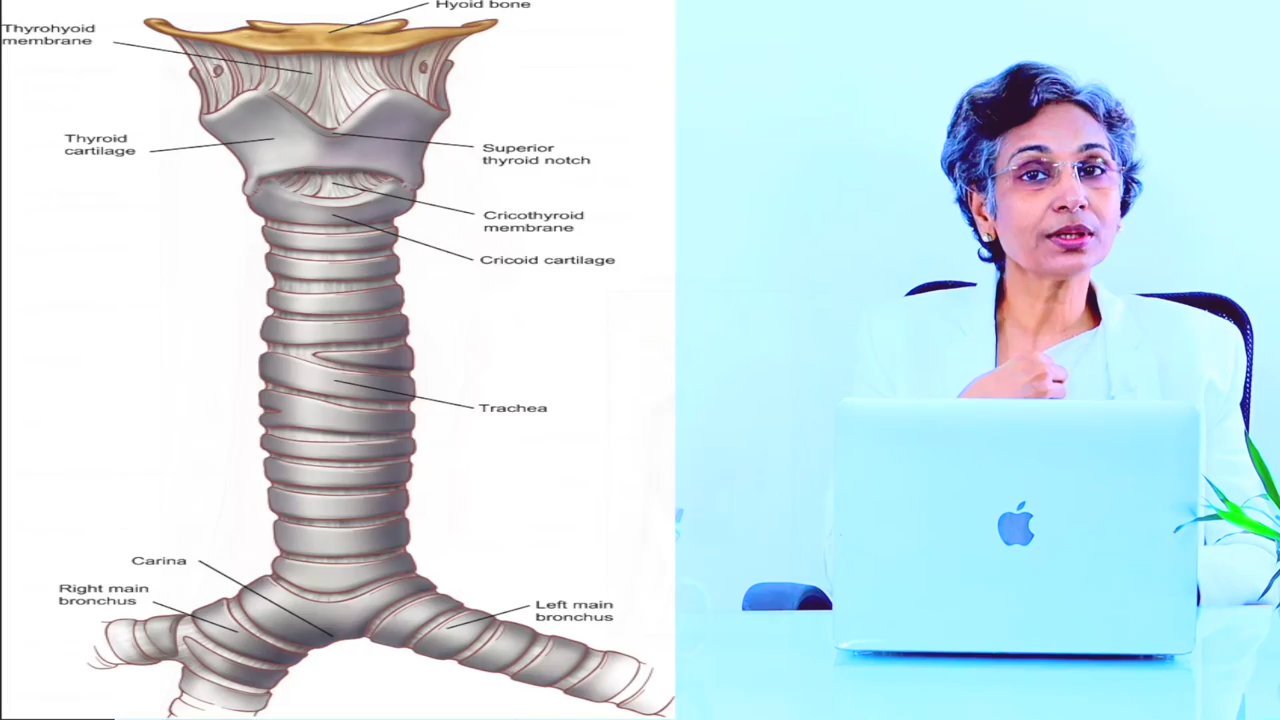 Hyoid bone
Thyrohyoid
membrane
Thyroid
cartilage
Superior
thyroid notch
Cricothyroid
membrane
Cricoid cartilage
Trachea
Carina
Right main
bronchus
Left main
bronchus